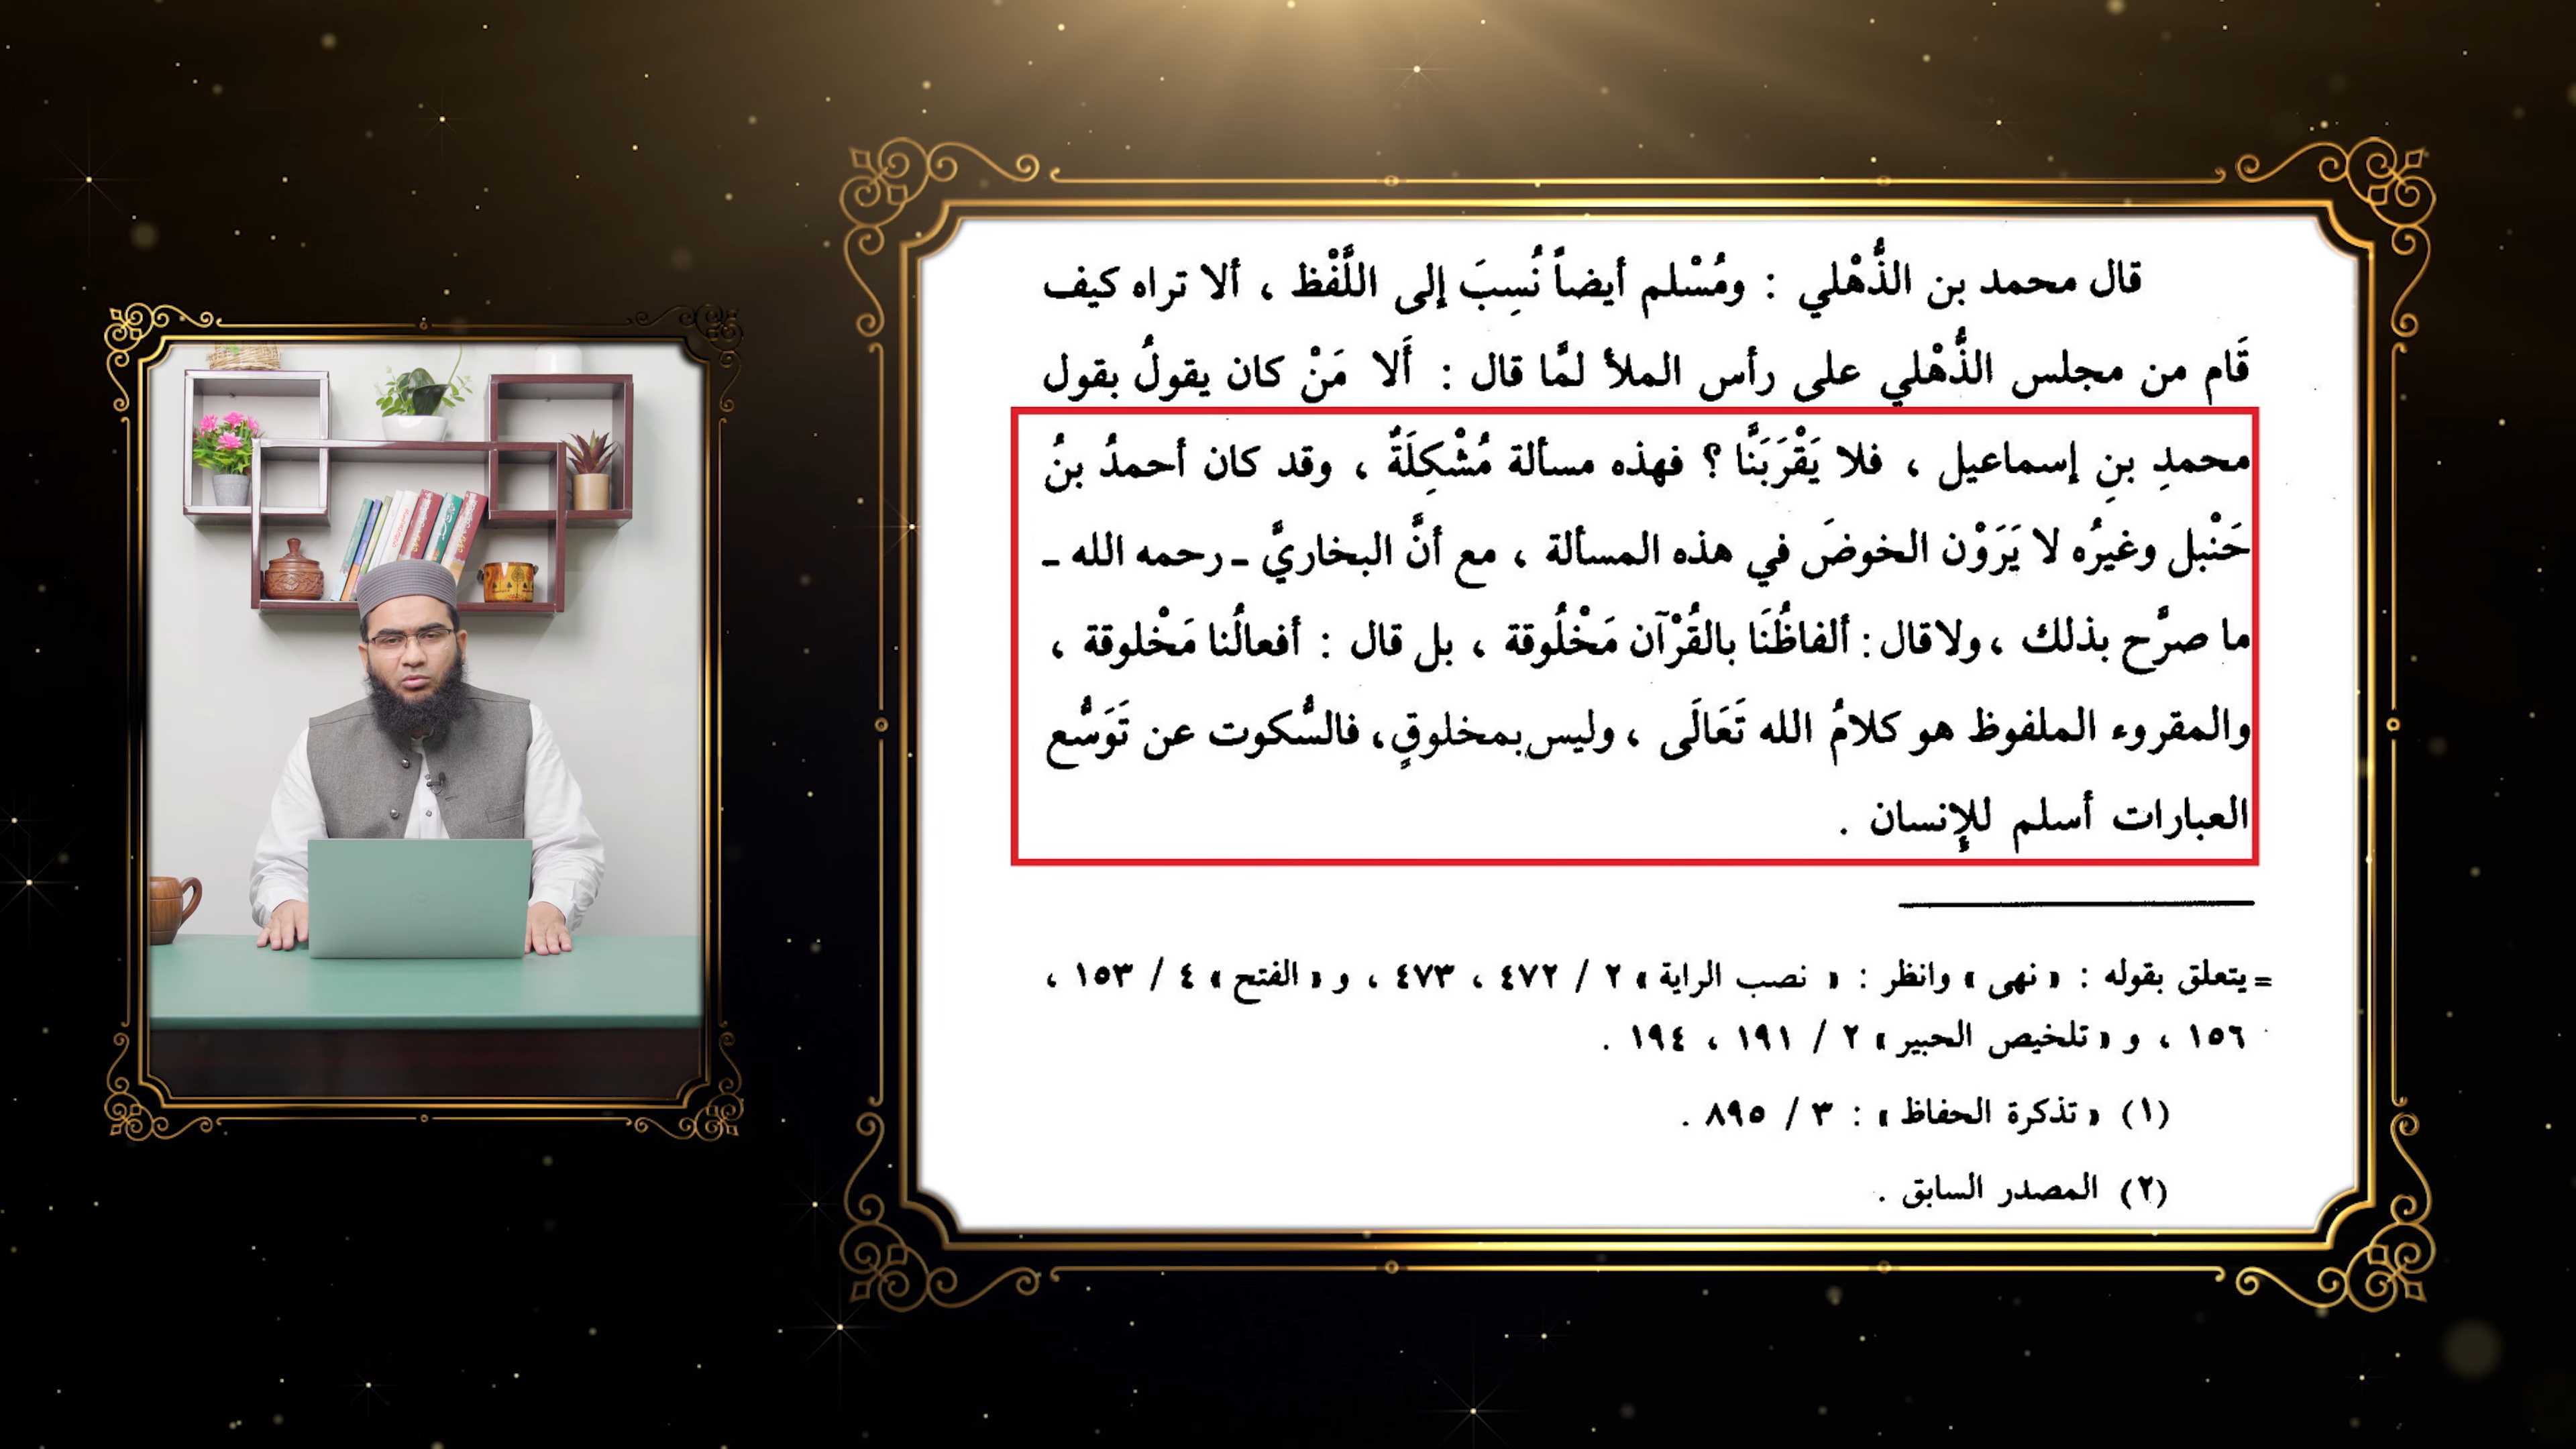 قال محمد بن الذُّهْلي : ومُسْلم أيضاً نُسِبَ إلى اللَّفْظ ، ألا تراه كيف
قَام من مجلس الذُّهْلي على رأس الملأ لمَّا قال : أَلا مَنْ كان يقولُ بقول
محمدِ بنِ إسماعيل ، فلا يَقْرَبَنَّا ؟ فهذه مسألة مُشْكِلَةٌ ، وقد كان أحمدُ بنُ
حَنْبل وغيرُه لا يَرَوْن الخوضَ في هذه المسألة ، مع أنَّ البخاريَّ ـ رحمه الله ـ
ما صرَّح بذلك ، ولا قال : ألفاظُنَا بالقُرْآن مَخْلُوقة ، بل قال : أفعالُنا مَخْلوقة ،
والمقروء الملفوظ هو كلامُ الله تَعَالَى ، وليس بمخلوقٍ ، فالسُّكوت عن تَوَسُّع
العبارات أسلم للإِنسان .
= يتعلق بقوله : « نهى » وانظر : « نصب الراية » ٢ / ٤٧٢ ، ٤٧٣ ، و « الفتح » ٤ / ١٥٣ ،
١٥٦ ، و « تلخيص الحبير » ٢ / ١٩١ ، ١٩٤ .
(١) « تذكرة الحفاظ » : ٣ / ٨٩٥ .
(٢) المصدر السابق .